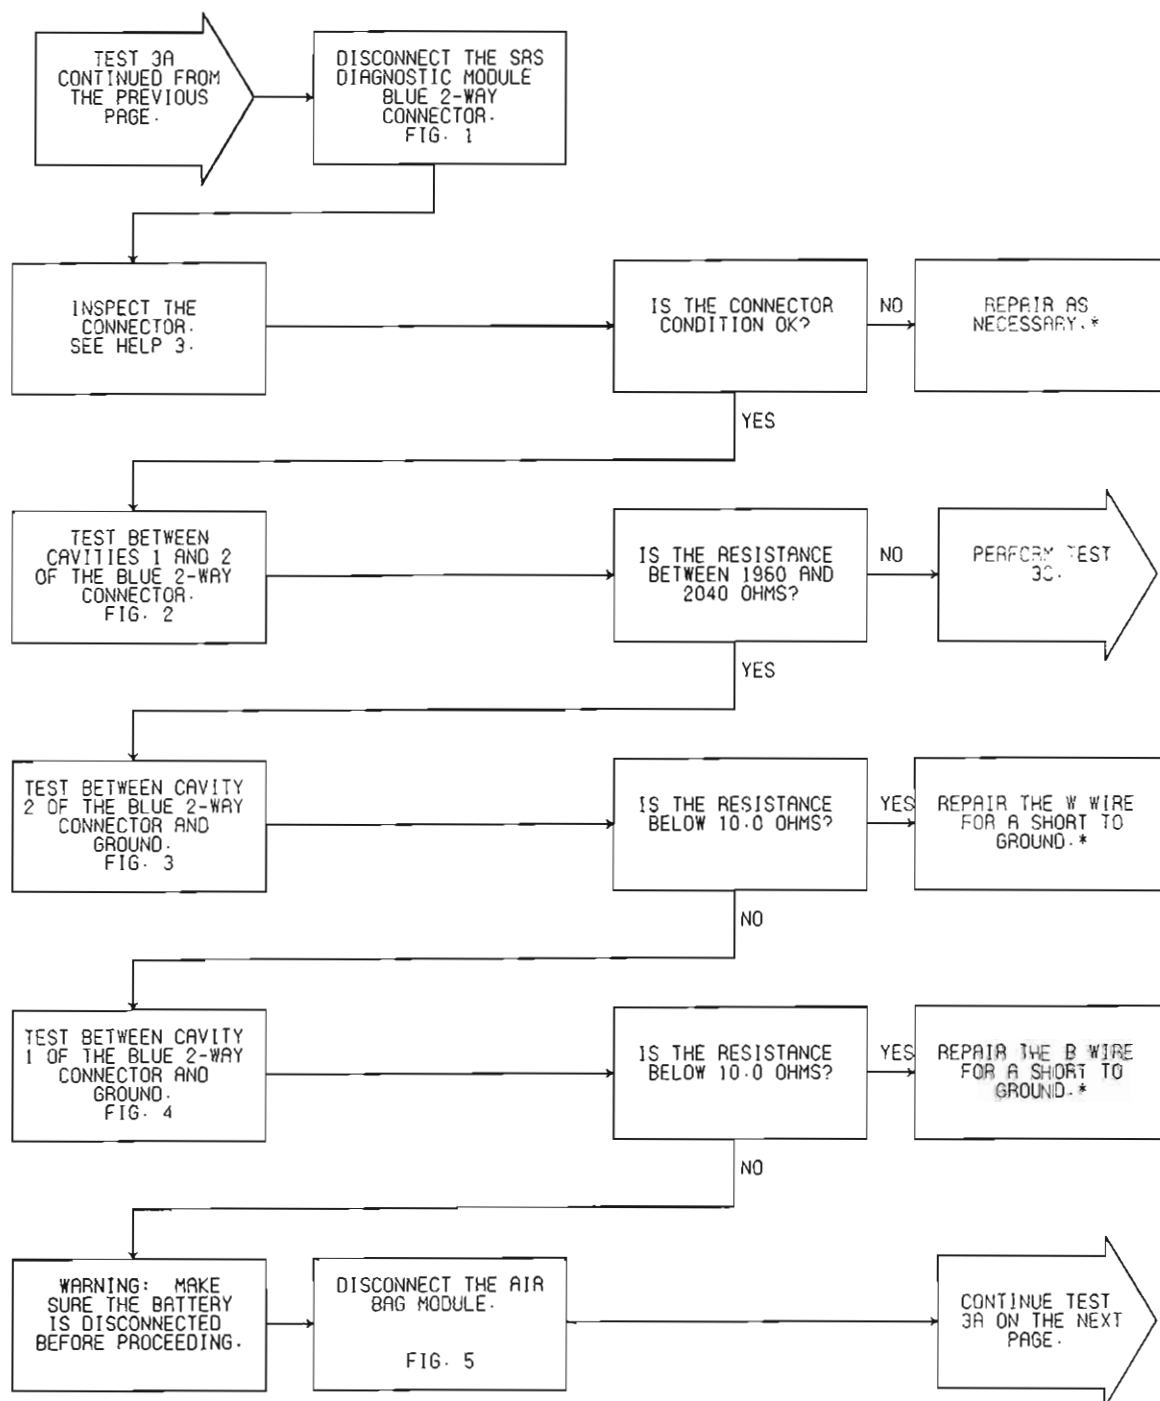 TEST 3A
CONTINUED FROM
THE PREVIOUS
PAGE.
DISCONNECT THE SRS
DIAGNOSTIC MODULE
BLUE 2-WAY
CONNECTOR.
FIG. 1
INSPECT THE
CONNECTOR.
SEE HELP 3.
IS THE CONNECTOR
CONDITION OK?
NO
REPAIR AS
NECESSARY.*
YES
TEST BETWEEN
CAVITIES 1 AND 2
OF THE BLUE 2-WAY
CONNECTOR.
FIG. 2
IS THE RESISTANCE
BETWEEN 1960 AND
2040 OHMS?
NO
PERFORM TEST
3C.
YES
TEST BETWEEN CAVITY
2 OF THE BLUE 2-WAY
CONNECTOR AND
GROUND.
FIG. 3
IS THE RESISTANCE
BELOW 10.0 OHMS?
YES
REPAIR THE W WIRE
FOR A SHORT TO
GROUND.*
NO
TEST BETWEEN CAVITY
1 OF THE BLUE 2-WAY
CONNECTOR AND
GROUND.
FIG. 4
IS THE RESISTANCE
BELOW 10.0 OHMS?
YES
REPAIR THE B WIRE
FOR A SHORT TO
GROUND.*
NO
WARNING: MAKE
SURE THE BATTERY
IS DISCONNECTED
BEFORE PROCEEDING.
DISCONNECT THE AIR
BAG MODULE.
FIG. 5
CONTINUE TEST
3A ON THE NEXT
PAGE.